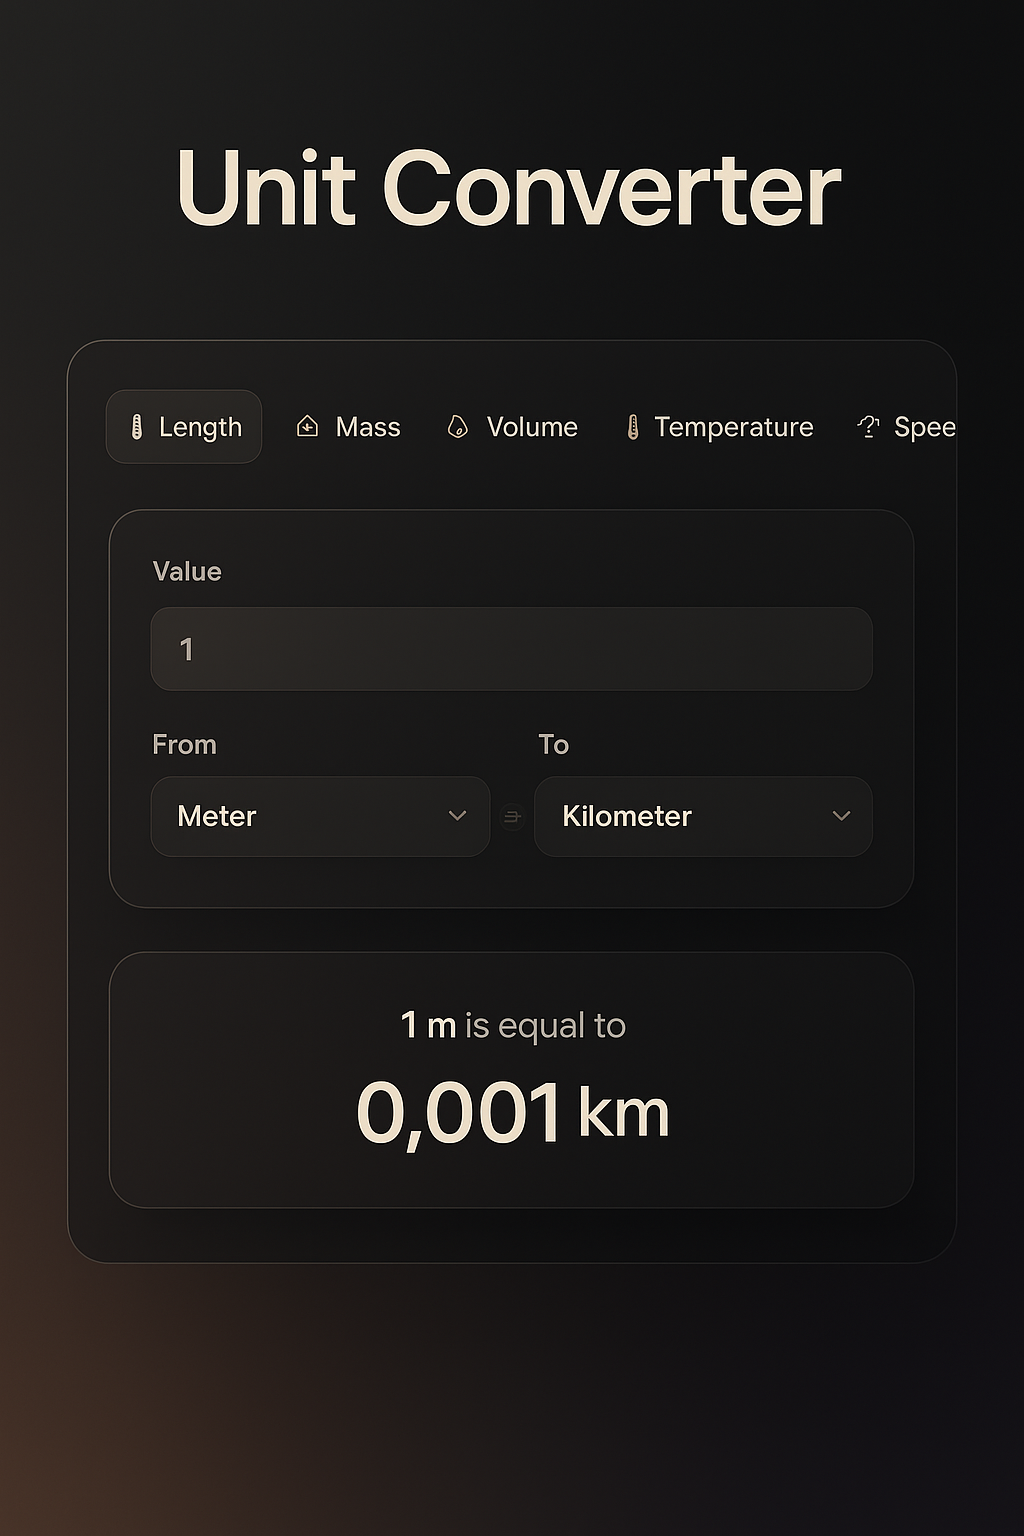 Unit Converter
Length Mass Volume Temperature Spee
Value
1
From To
Meter Kilometer
1 m is equal to
0,001 km